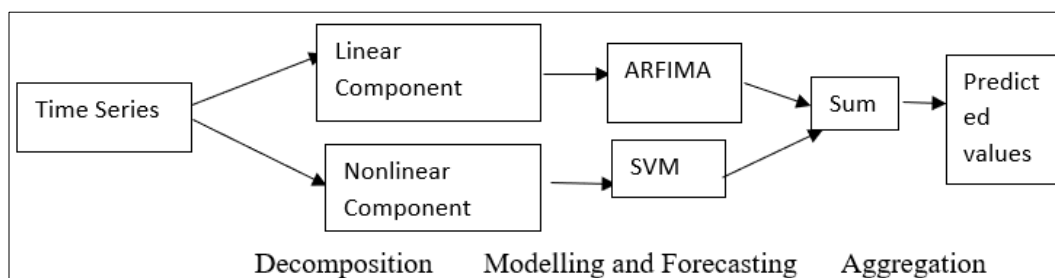 Time Series
Linear
Component
ARFIMA
Sum
Predict
ed
values
Nonlinear
Component
SVM
Decomposition
Modelling and Forecasting
Aggregation